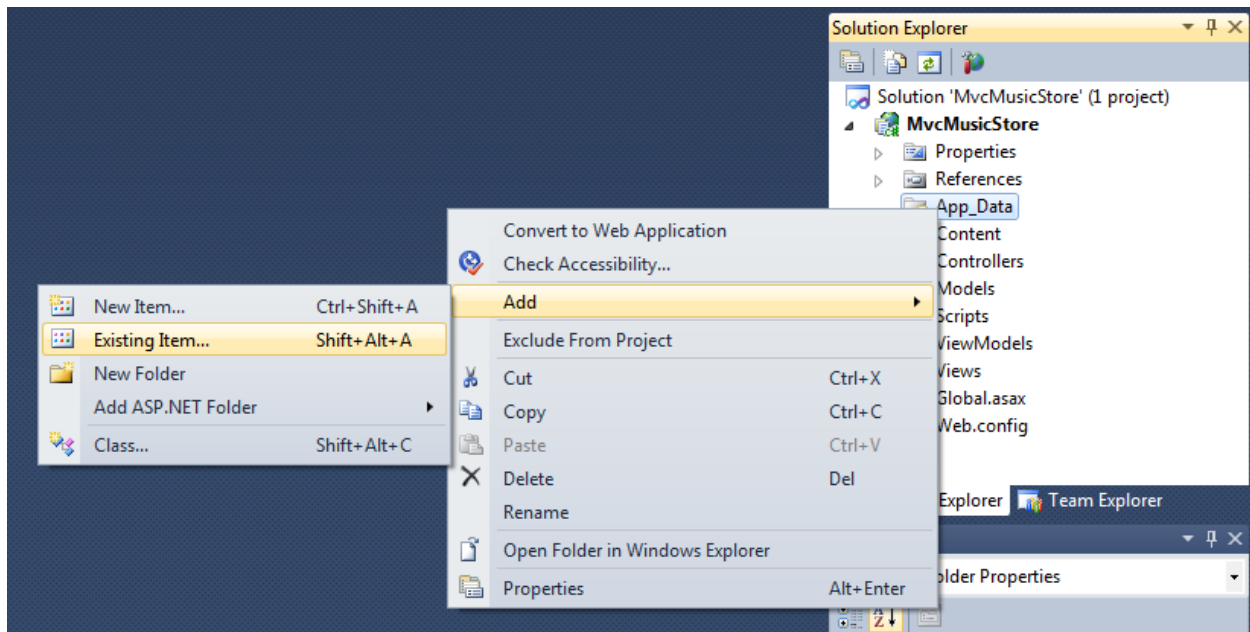 Solution Explorer
Solution 'MvcMusicStore' (1 project)
MvcMusicStore
Properties
References
App_Data
Content
Controllers
Models
Scripts
ViewModels
Views
Global.asax
Web.config
Explorer Team Explorer
older Properties
Convert to Web Application
Check Accessibility...
Add
Exclude From Project
Cut Ctrl+X
Copy Ctrl+C
Paste Ctrl+V
Delete Del
Rename
Open Folder in Windows Explorer
Properties Alt+Enter
New Item... Ctrl+Shift+A
Existing Item... Shift+Alt+A
New Folder
Add ASP.NET Folder
Class... Shift+Alt+C